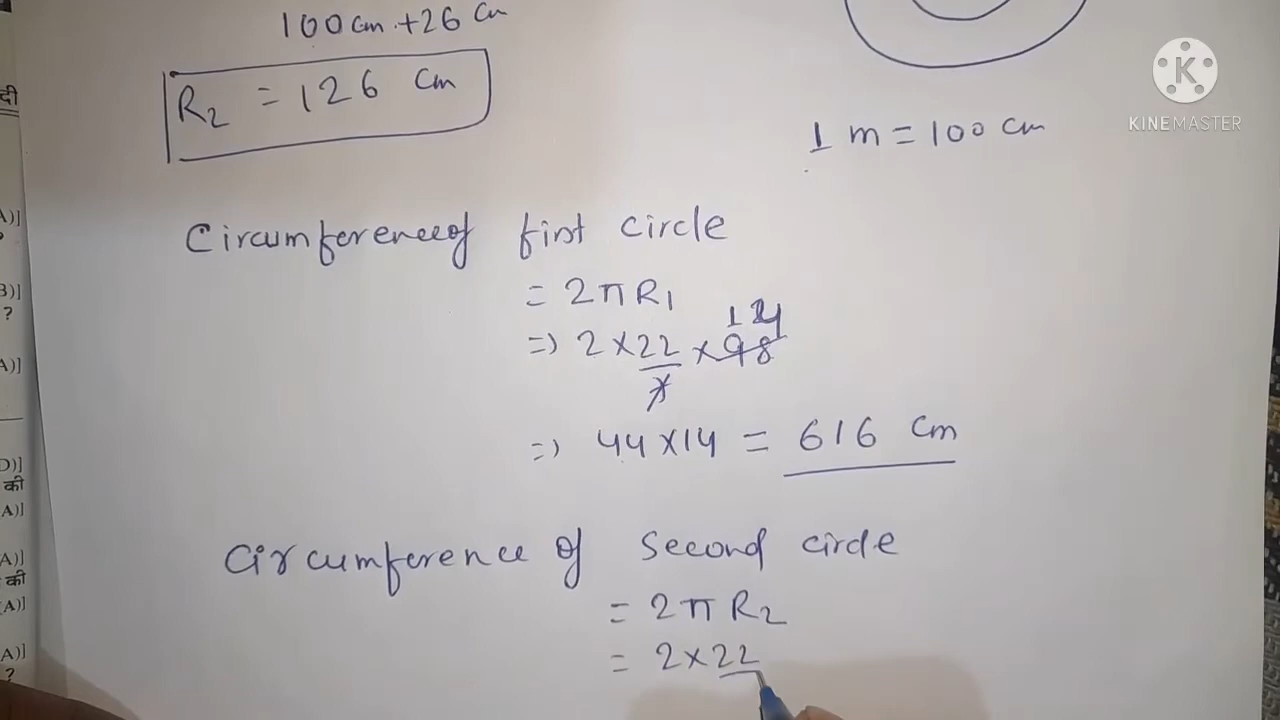 100 cm + 26 cm
R2 = 126 cm
KINEMASTER
1 m = 100 cm
Circumference of first circle
= 2πR1
=> 2 × 22/7 × 98 14
=> 44 × 14 = 616 cm
Circumference of second circle
= 2πR2
= 2 × 22
दी
A)]
?
B)]
?
A)]
D)]
की
A)]
A)]
की
(A)]
A)]
?